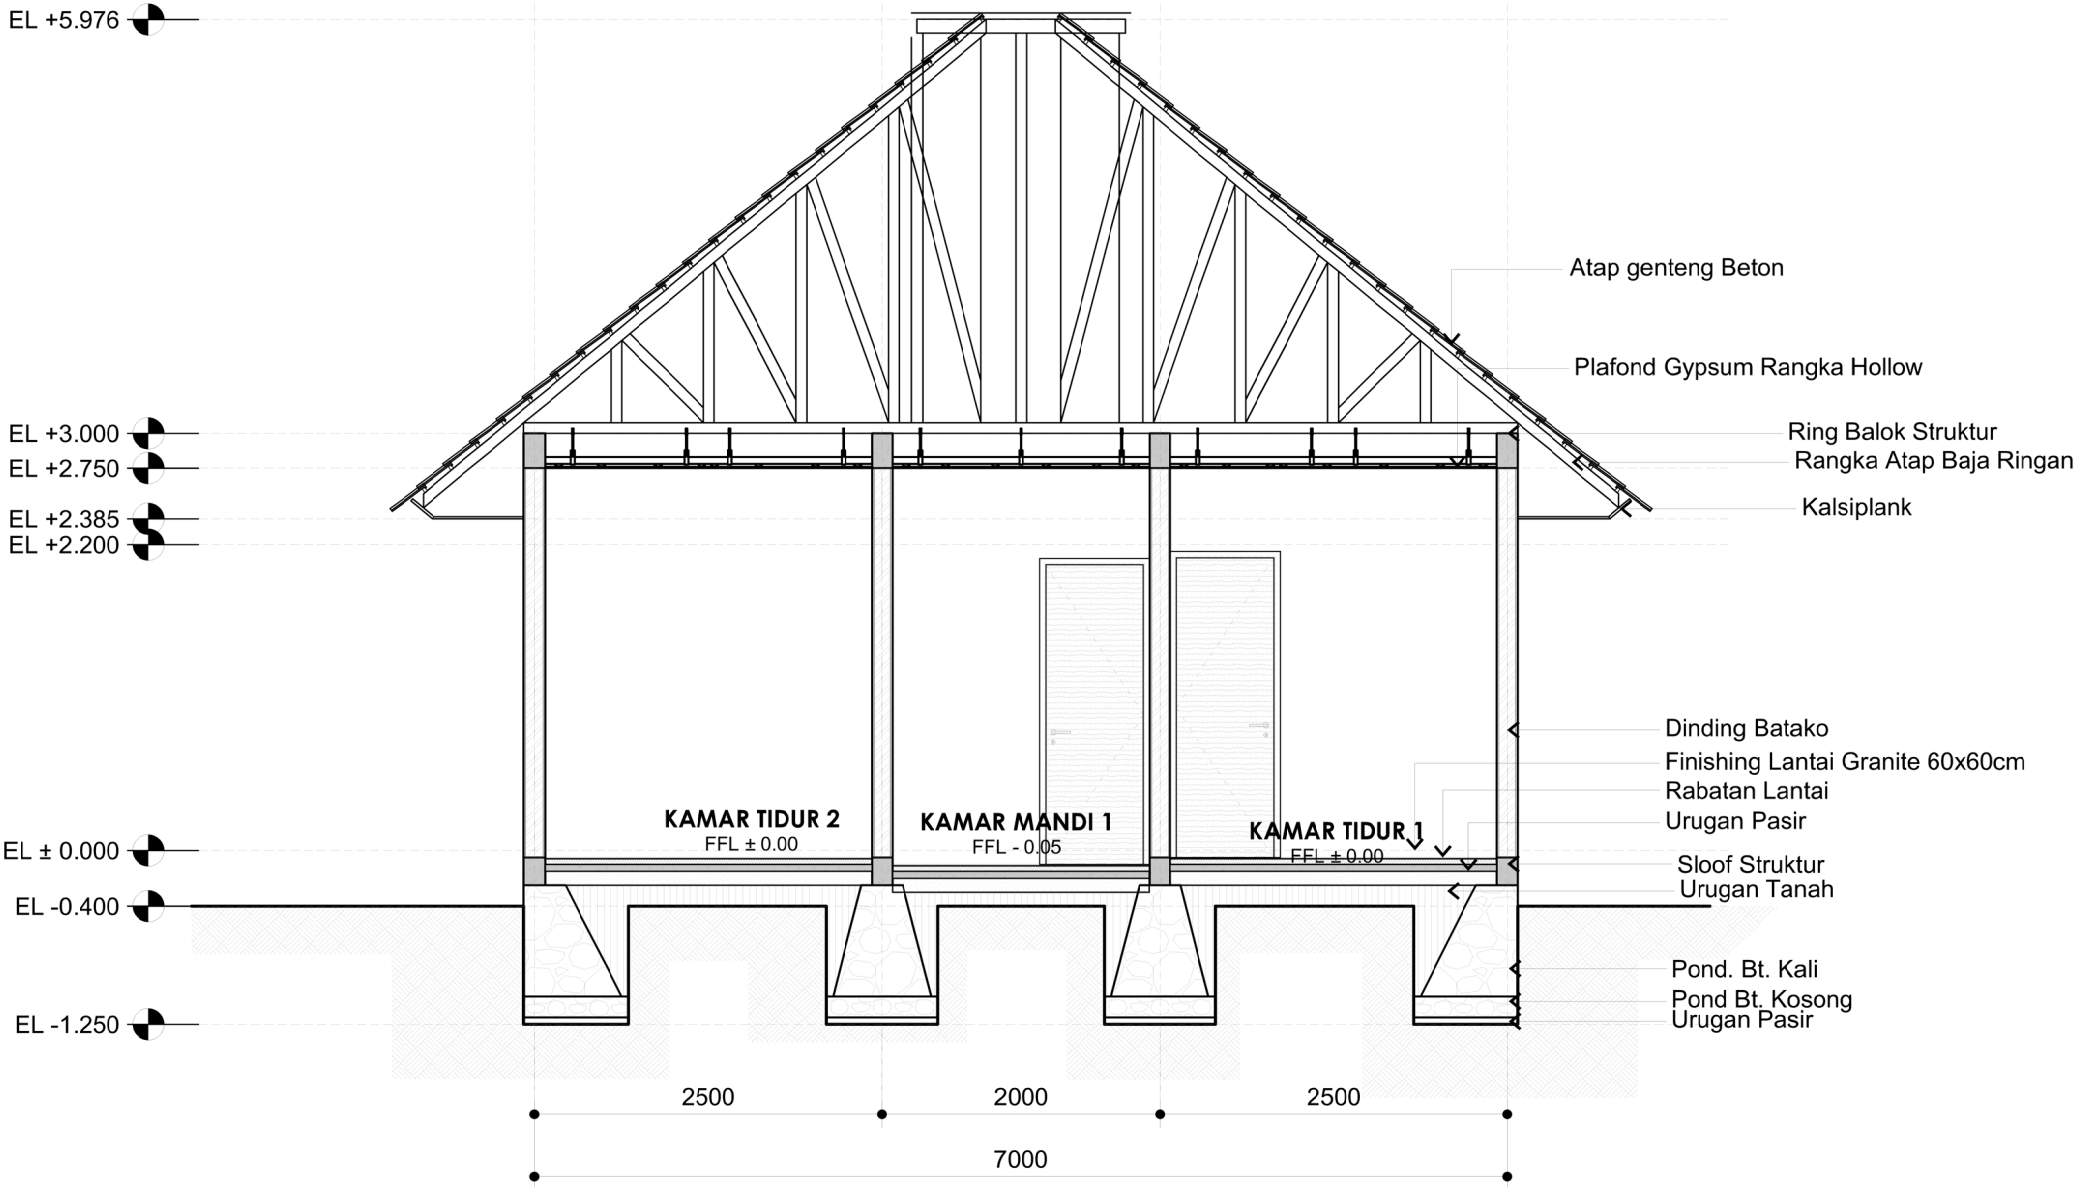 EL +5.976
Atap genteng Beton
Plafond Gypsum Rangka Hollow
EL +3.000
Ring Balok Struktur
EL +2.750
Rangka Atap Baja Ringan
EL +2.385
Kalsiplank
EL +2.200
Dinding Batako
Finishing Lantai Granite 60x60cm
Rabatan Lantai
KAMAR TIDUR 2
FFL ± 0.00
KAMAR MANDI 1
FFL - 0.05
KAMAR TIDUR 1
FFL ± 0.00
Urugan Pasir
EL ± 0.000
Sloof Struktur
Urugan Tanah
EL -0.400
Pond. Bt. Kali
Pond Bt. Kosong
Urugan Pasir
EL -1.250
2500 2000 2500
7000